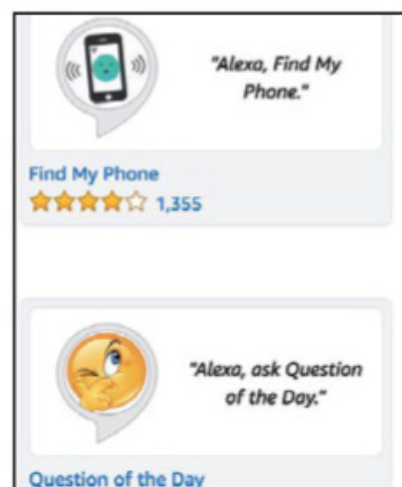 "Alexa, Find My
Phone."
Find My Phone
1,355
"Alexa, ask Question
of the Day."
Question of the Day